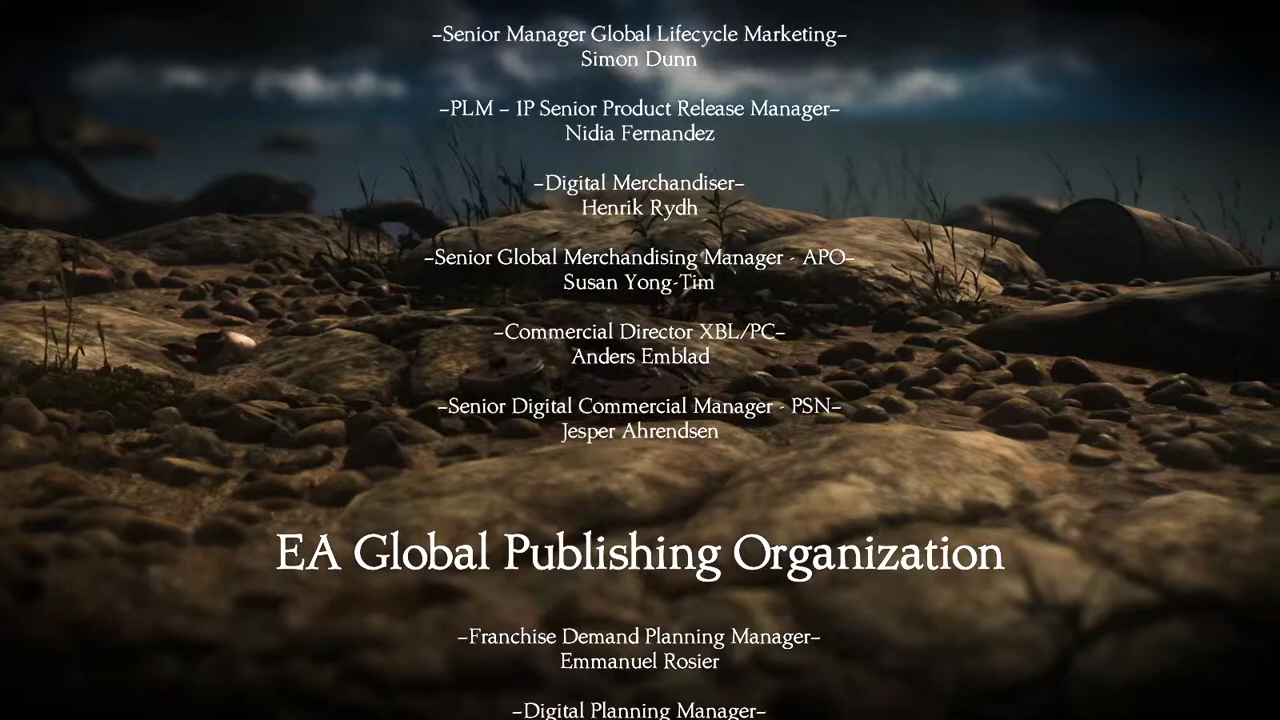 –Senior Manager Global Lifecycle Marketing–
Simon Dunn
–PLM – 1P Senior Product Release Manager–
Nidia Fernandez
–Digital Merchandiser–
Henrik Rydh
–Senior Global Merchandising Manager - APO–
Susan Yong-Tim
–Commercial Director XBL/PC–
Anders Emblad
–Senior Digital Commercial Manager - PSN–
Jesper Ahrendsen
EA Global Publishing Organization
–Franchise Demand Planning Manager–
Emmanuel Rosier
–Digital Planning Manager–